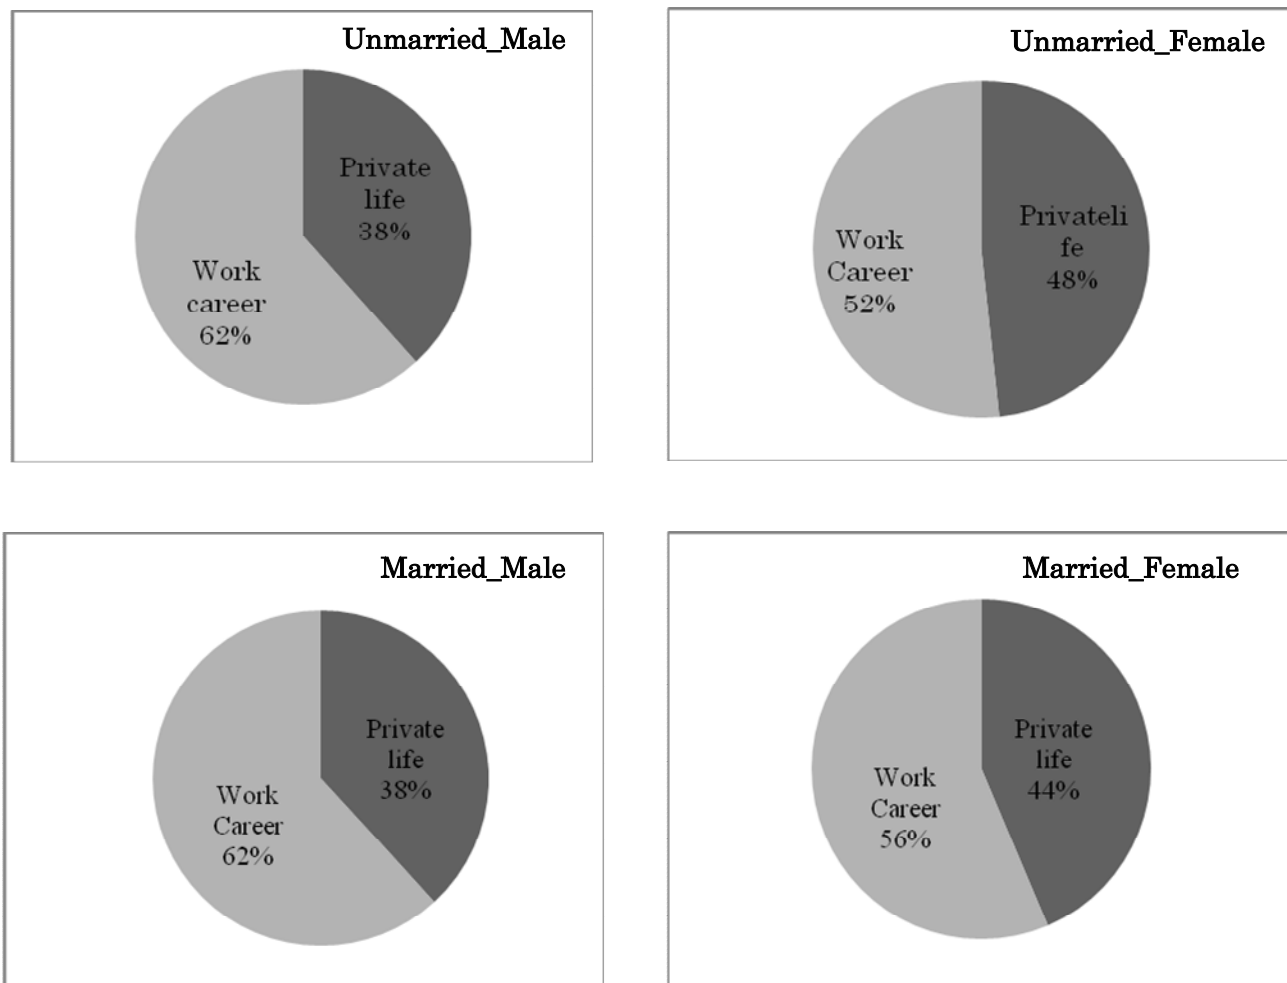 Unmarried_Male
Private
life
38%
Work
career
62%
Unmarried_Female
Privateli
fe
48%
Work
Career
52%
Married_Male
Private
life
38%
Work
Career
62%
Married_Female
Private
life
44%
Work
Career
56%